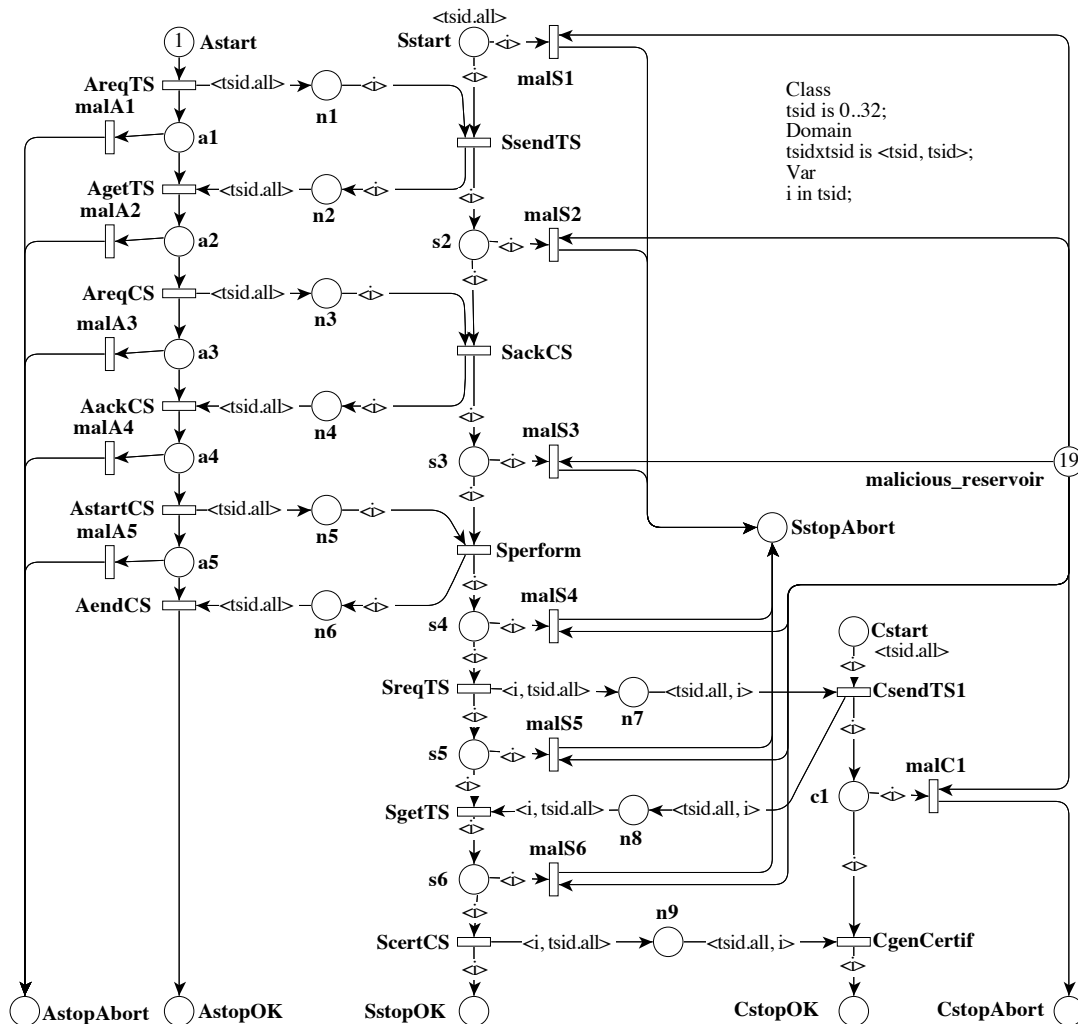 <tsid.all>
1 Astart
Sstart <i>
malS1
<i>
AreqTS <tsid.all> <i>
malA1
n1
Class
tsid is 0..32;
Domain
tsidxtsid is <tsid, tsid>;
Var
i in tsid;
a1
SsendTS
AgetTS <tsid.all> <i>
<i>
malA2
n2
malS2
a2
s2 <i>
<i>
AreqCS <tsid.all> <i>
n3
malA3
a3
SackCS
AackCS <tsid.all> <i>
<i>
malA4
n4
malS3
a4
s3 <i>
19
malicious_reservoir
<i>
AstartCS <tsid.all> <i>
malA5
n5
SstopAbort
a5
Sperform
<i>
AendCS <tsid.all> <i>
malS4
n6
s4 <i>
Cstart
<tsid.all>
<i>
<i>
SreqTS <i, tsid.all> <tsid.all, i> CsendTS1
n7
<i>
malS5
<i>
s5 <i>
malC1
<i>
c1 <i>
SgetTS <i, tsid.all> <tsid.all, i>
n8
<i>
malS6
s6 <i>
<i>
<i>
n9
ScertCS <i, tsid.all> <tsid.all, i> CgenCertif
<i>
<i>
AstopAbort
AstopOK
SstopOK
CstopOK
CstopAbort